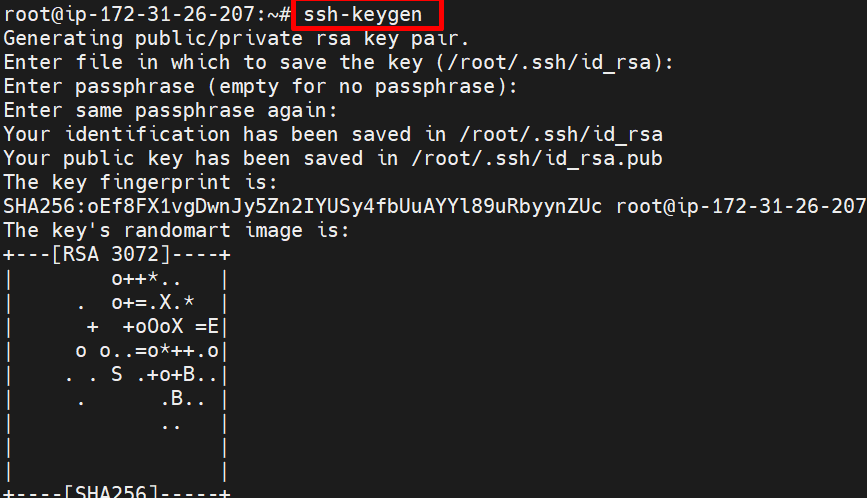 root@ip-172-31-26-207:~# ssh-keygen
Generating public/private rsa key pair.
Enter file in which to save the key (/root/.ssh/id_rsa):
Enter passphrase (empty for no passphrase):
Enter same passphrase again:
Your identification has been saved in /root/.ssh/id_rsa
Your public key has been saved in /root/.ssh/id_rsa.pub
The key fingerprint is:
SHA256:oEf8FX1vgDwnJy5Zn2IYUSy4fbUuAYYl89uRbyynZUc root@ip-172-31-26-207
The key's randomart image is:
+---[RSA 3072]----+
|        o++*..   |
|     .  o+=.X.*  |
|      +  +oOoX =E|
|     o o..=o*++.o|
|    . . S .+o+B..|
|     .      .B.. |
|            ..   |
|                 |
|                 |
+----[SHA256]-----+